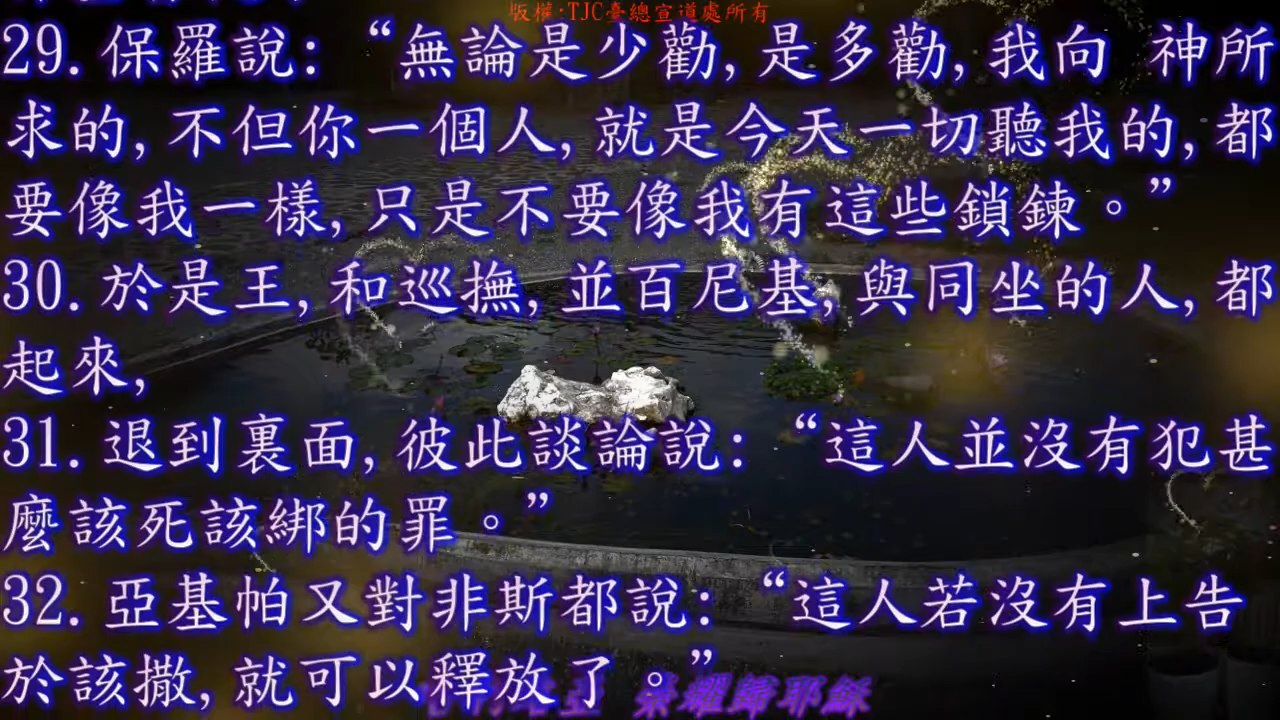 版權:TJC臺總宣道處所有
29. 保羅說: “無論是少勸, 是多勸, 我向 神所
求的, 不但你一個人, 就是今天一切聽我的, 都
要像我一樣, 只是不要像我有這些鎖鍊。”
30. 於是王, 和巡撫, 並百尼基, 與同坐的人, 都
起來,
31. 退到裏面, 彼此談論說: “這人並沒有犯甚
麼該死該綁的罪。”
32. 亞基帕又對非斯都說: “這人若沒有上告
於該撒, 就可以釋放了。”
榮耀歸耶穌